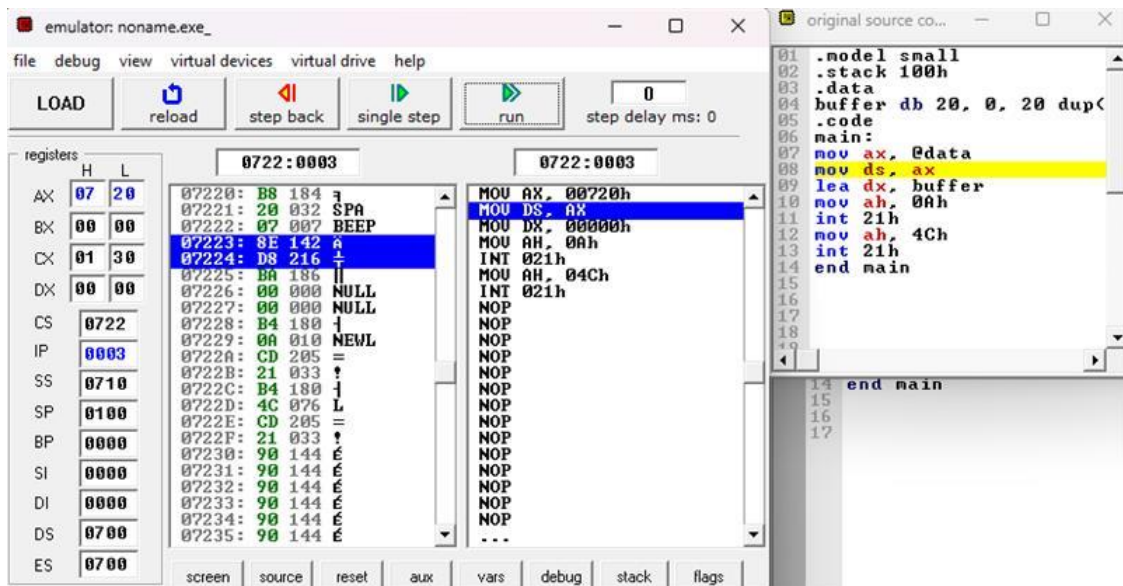 emulator: noname.exe_
file debug view virtual devices virtual drive help
LOAD reload step back single step run step delay ms: 0
0
registers
H L
AX 07 20
BX 00 00
CX 01 30
DX 00 00
CS 0722
IP 0003
SS 0710
SP 0100
BP 0000
SI 0000
DI 0000
DS 0700
ES 0700
0722:0003
07220: B8 184 ╕
07221: 20 032 SPA
07222: 07 007 BEEP
07223: 8E 142 Ä
07224: D8 216 ╪
07225: BA 186 ║
07226: 00 000 NULL
07227: 00 000 NULL
07228: B4 180 ┤
07229: 0A 010 NEWL
0722A: CD 205 =
0722B: 21 033 !
0722C: B4 180 ┤
0722D: 4C 076 L
0722E: CD 205 =
0722F: 21 033 !
07230: 90 144 É
07231: 90 144 É
07232: 90 144 É
07233: 90 144 É
07234: 90 144 É
07235: 90 144 É
0722:0003
MOV AX, 00720h
MOV DS, AX
MOV DX, 00000h
MOV AH, 0Ah
INT 021h
MOV AH, 04Ch
INT 021h
NOP
NOP
NOP
NOP
NOP
NOP
NOP
NOP
NOP
NOP
NOP
NOP
NOP
NOP
...
screen source reset aux vars debug stack flags
original source co...
01 .model small
02 .stack 100h
03 .data
04 buffer db 20, 0, 20 dup(
05 .code
06 main:
07 mov ax, @data
08 mov ds, ax
09 lea dx, buffer
10 mov ah, 0Ah
11 int 21h
12 mov ah, 4Ch
13 int 21h
14 end main
15
16
17
18
19
14 end main
15
16
17